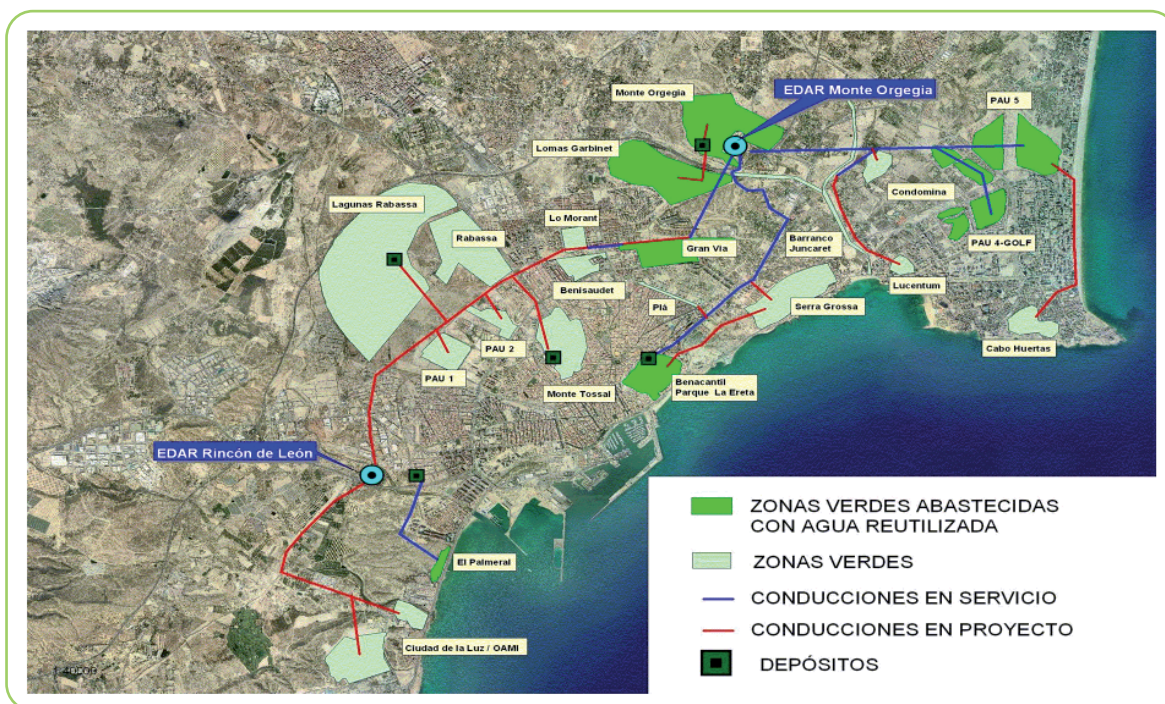 Monte Orgegia
EDAR Monte Orgegia
PAU 5
Lomas Garbinet
Lagunas Rabassa
Lo Morant
Condomina
Rabassa
Gran Via
Barranco
Juncaret
PAU 4-GOLF
Benisaudet
Lucentum
Plá
Serra Grossa
PAU 2
Cabo Huertas
PAU 1
Monte Tossal
Benacantil
Parque La Ereta
EDAR Rincón de León
El Palmeral
Ciudad de la Luz / OAMI
ZONAS VERDES ABASTECIDAS
CON AGUA REUTILIZADA
ZONAS VERDES
CONDUCCIONES EN SERVICIO
CONDUCCIONES EN PROYECTO
DEPÓSITOS